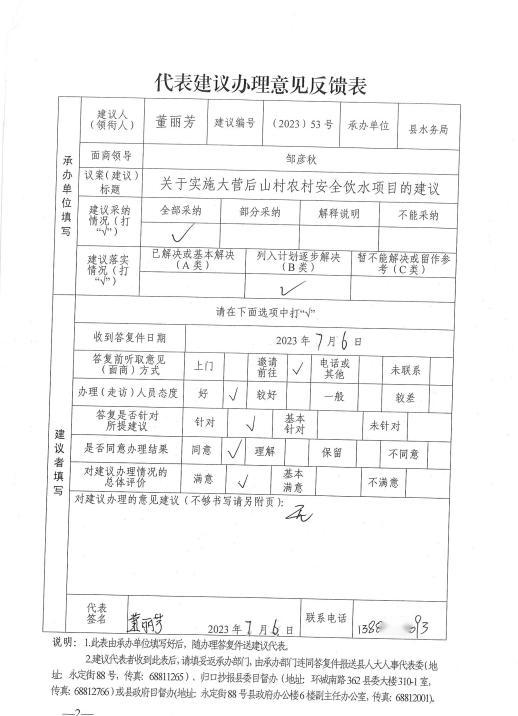 代表建议办理意见反馈表
承办单位填写
建议人（领衔人） 董丽芳 建议编号 （2023）53号 承办单位 县水务局
面商领导 邹彦秋
议案（建议）标题 关于实施大营后山村农村安全饮水项目的建议
建议采纳情况（打“√”） 全部采纳 部分采纳 解释说明 不能采纳
√
建议落实情况（打“√”） 已解决或基本解决（A类） 列入计划逐步解决（B类） 暂不能解决或留作参考（C类）
√
建议者填写
请在下面选项中打“√”
收到答复件日期 2023年7月6日
答复前听取意见（面商）方式 上门 邀请前往 √ 电话或其他 未联系
办理（走访）人员态度 好 √ 较好 一般 较差
答复是否针对所提建议 针对 √ 基本针对 未针对
是否同意办理结果 同意 √ 理解 保留 不同意
对建议办理情况的总体评价 满意 √ 基本满意 不满意
对建议办理的意见建议（不够书写请另附页）：
无
代表签名 董丽芳 2023年7月6日 联系电话 1388 693
说明：1.此表由承办单位填写好后，随办理答复件送建议代表。
2.建议代表者收到此表后，请填妥返承办部门，由承办部门连同答复件报送县人大人事代表委（地
址：永定街88号，传真：68811265）、归口抄报县委目督办（地址：环城南路362县委大楼310-1室，
传真：68812766）或县政府目督办（地址：永定街88号县政府办公楼6楼副主任办公室，传真：68812001）。
—2—